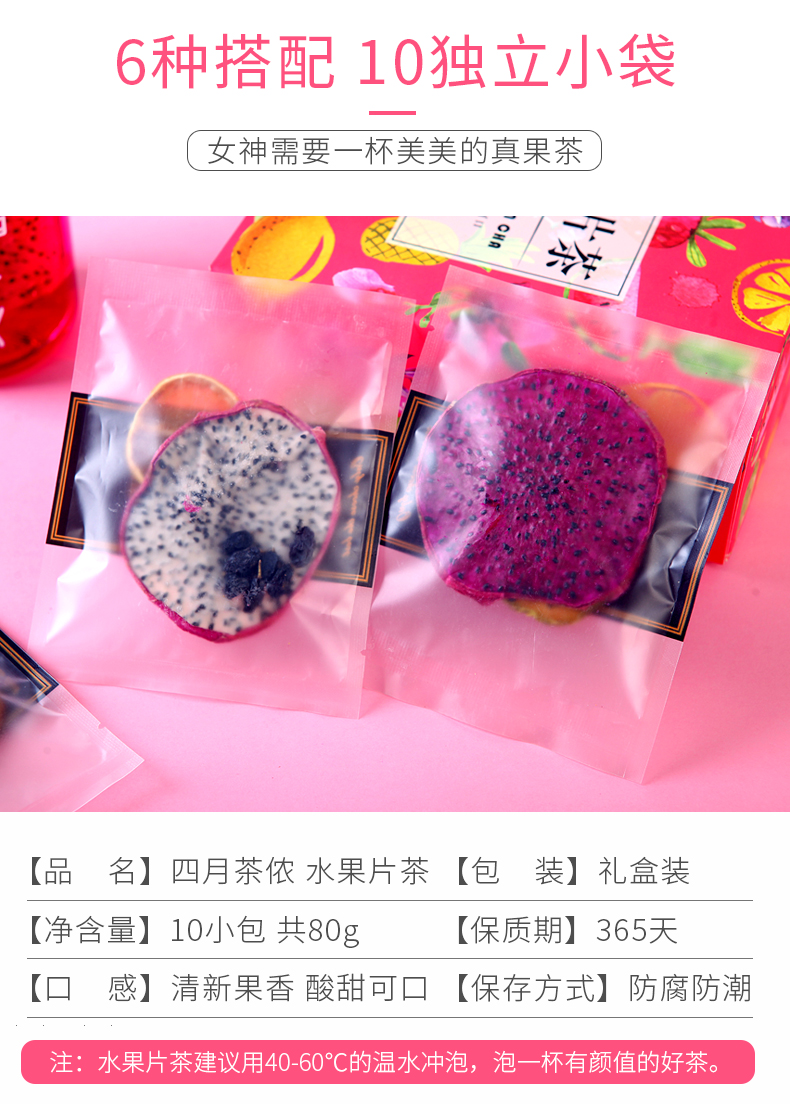 6种搭配 10独立小袋
女神需要一杯美美的真果茶
片茶
CHA
【品 名】四月茶侬 水果片茶 【包 装】礼盒装
【净含量】10小包 共80g 【保质期】365天
【口 感】清新果香 酸甜可口 【保存方式】防腐防潮
注：水果片茶建议用40-60℃的温水冲泡，泡一杯有颜值的好茶。